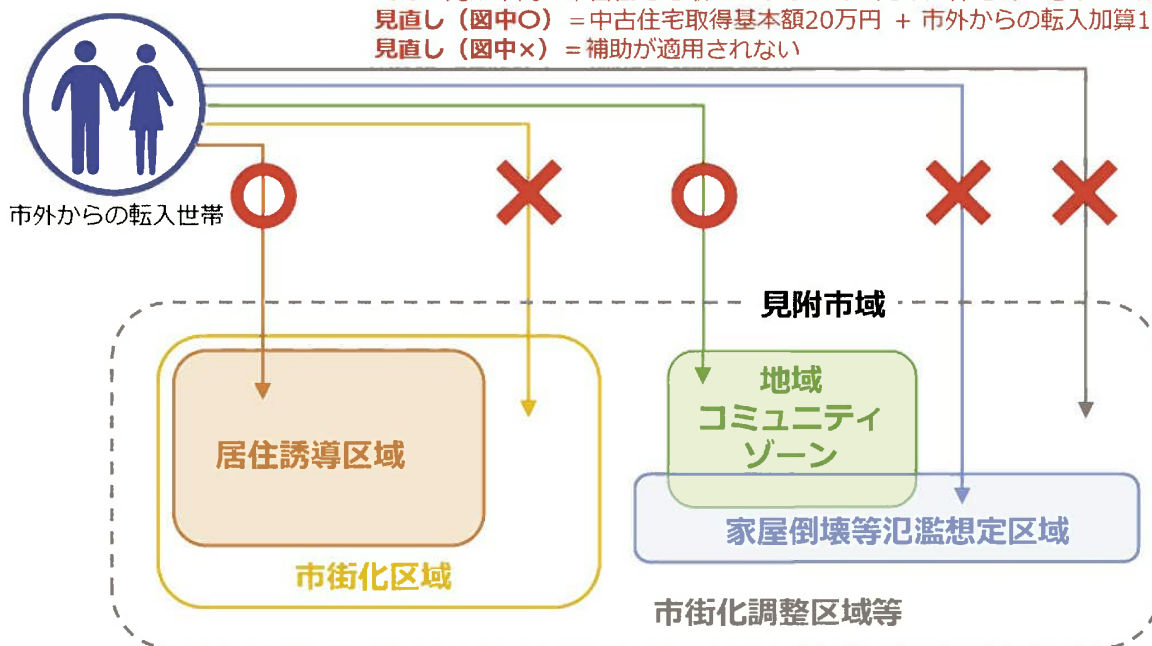 見直し（図中〇）＝中古住宅取得基本額20万円 + 市外からの転入加算1
見直し（図中×）＝補助が適用されない
市外からの転入世帯
見附市域
地域
コミュニティ
ゾーン
居住誘導区域
家屋倒壊等氾濫想定区域
市街化区域
市街化調整区域等